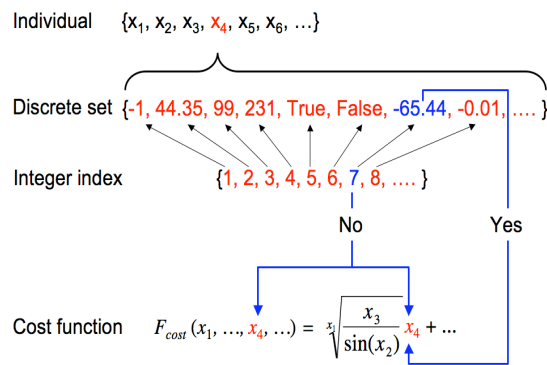 Individual {x₁, x₂, x₃, x₄, x₅, x₆, …}
Discrete set {-1, 44.35, 99, 231, True, False, -65.44, -0.01, …. }
Integer index {1, 2, 3, 4, 5, 6, 7, 8, …. }
No Yes
Cost function F_cost (x₁, …, x₄, …) = ˣ¹√(x₃ / sin(x₂)) x₄ + ...